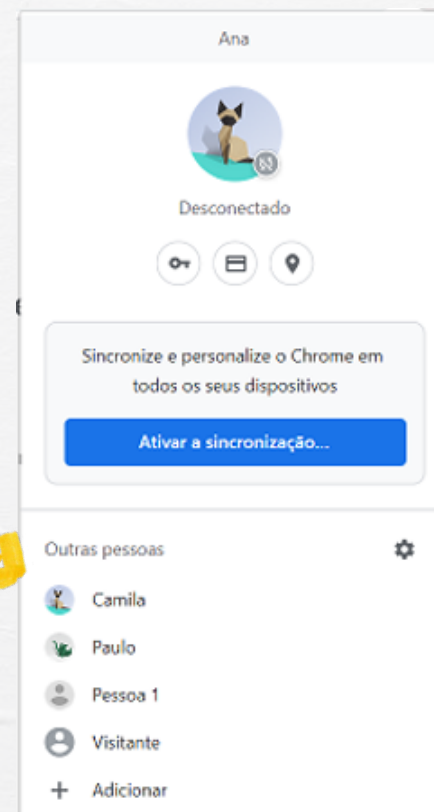 Ana
Desconectado
Sincronize e personalize o Chrome em
todos os seus dispositivos
Ativar a sincronização...
Outras pessoas
Camila
Paulo
Pessoa 1
Visitante
Adicionar